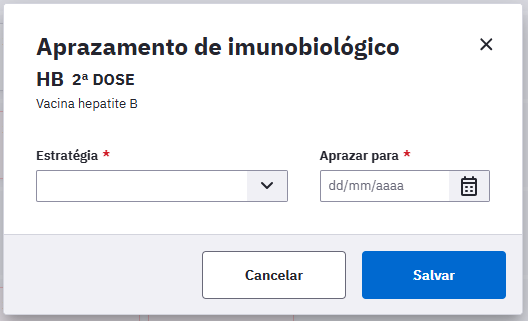 Aprazamento de imunobiológico
HB 2ª DOSE
Vacina hepatite B
Estratégia * Aprazar para *
dd/mm/aaaa
Cancelar Salvar